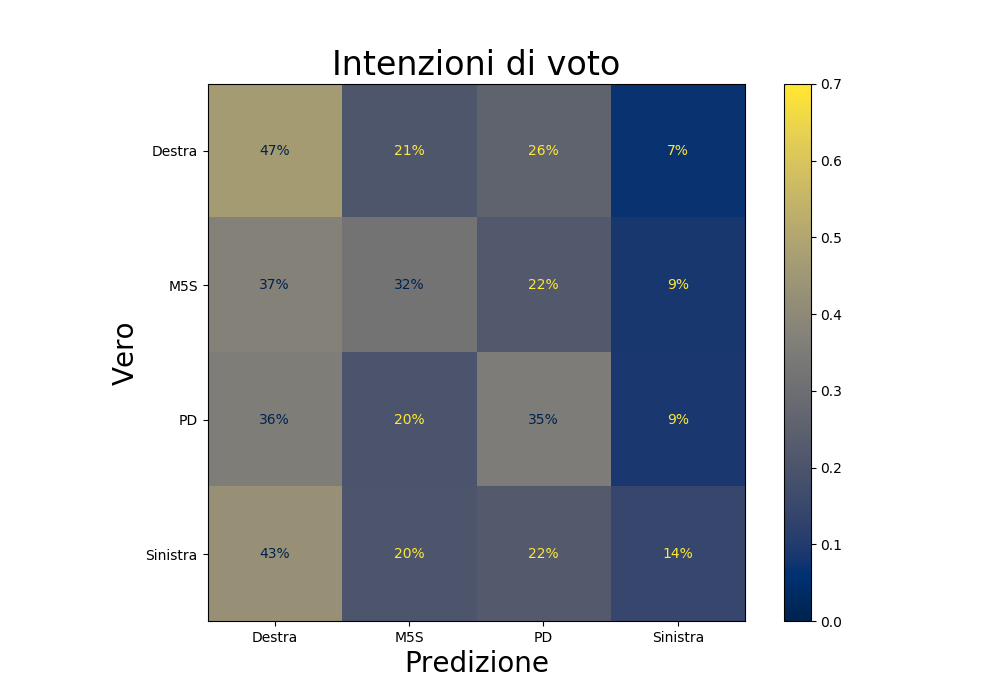 Intenzioni di voto
Destra 47% 21% 26% 7%
M5S 37% 32% 22% 9%
PD 36% 20% 35% 9%
Sinistra 43% 20% 22% 14%
Destra M5S PD Sinistra
Predizione
Vero
0.7
0.6
0.5
0.4
0.3
0.2
0.1
0.0